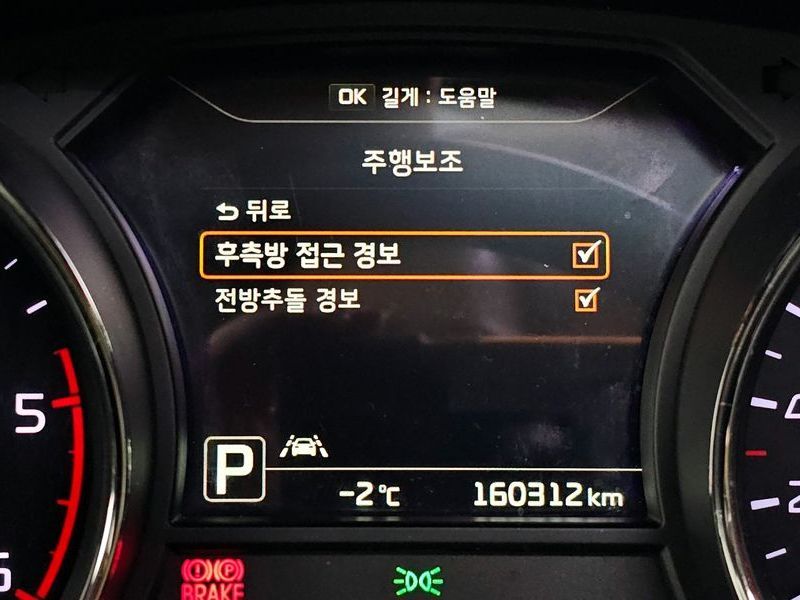 OK 길게 : 도움말
주행보조
뒤로
후측방 접근 경보
전방추돌 경보
5
P
-2°C 160312 km
(P)
BRAKE